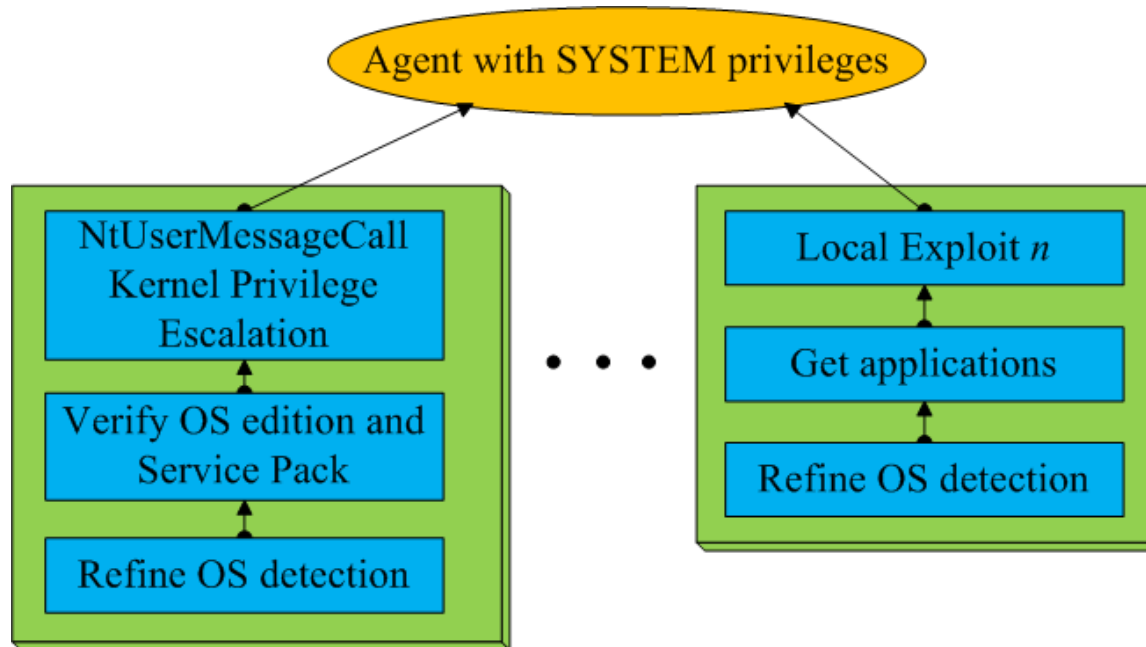 Agent with SYSTEM privileges
NtUserMessageCall
Kernel Privilege
Escalation
Verify OS edition and
Service Pack
Refine OS detection
Local Exploit n
Get applications
Refine OS detection